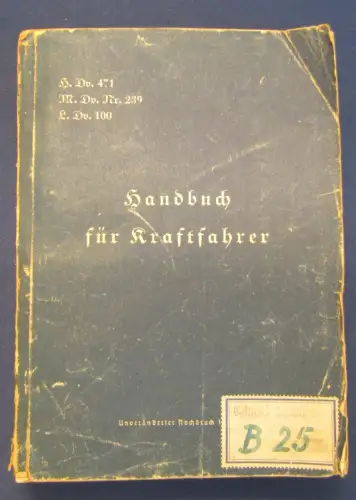 H. Dv. 471
M. Dv. Nr. 239
L. Dv. 100
Handbuch
für Kraftfahrer
Unveränderter Nachdruck
B 25